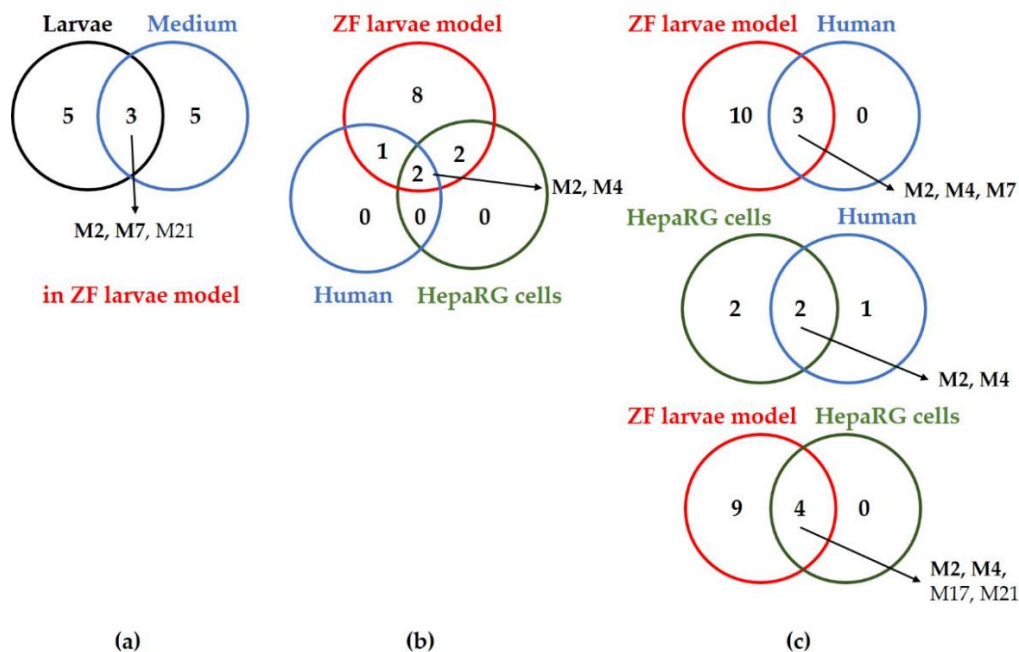 Larvae Medium
5 3 5
M2, M7, M21
in ZF larvae model
(a)
ZF larvae model
8
1 2
2
M2, M4
0 0 0
Human HepaRG cells
(b)
ZF larvae model Human
10 3 0
M2, M4, M7
HepaRG cells Human
2 2 1
M2, M4
ZF larvae model HepaRG cells
9 4 0
M2, M4,
M17, M21
(c)